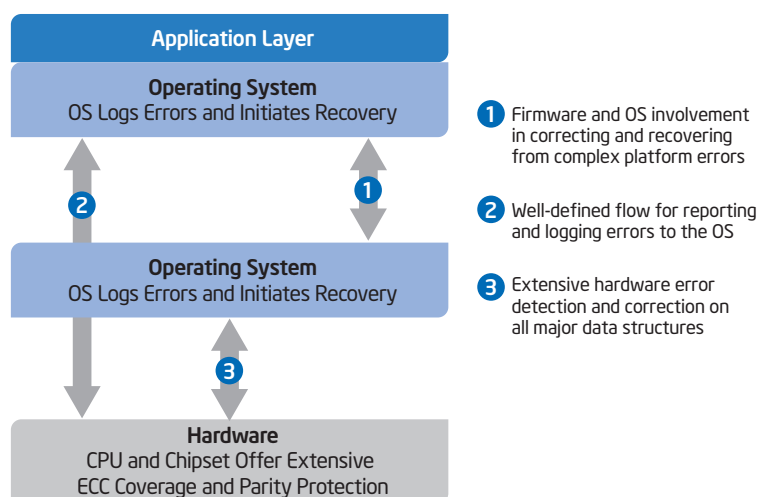 Application Layer
Operating System
OS Logs Errors and Initiates Recovery
1
2
Operating System
OS Logs Errors and Initiates Recovery
3
Hardware
CPU and Chipset Offer Extensive
ECC Coverage and Parity Protection
1 Firmware and OS involvement
in correcting and recovering
from complex platform errors
2 Well-defined flow for reporting
and logging errors to the OS
3 Extensive hardware error
detection and correction on
all major data structures